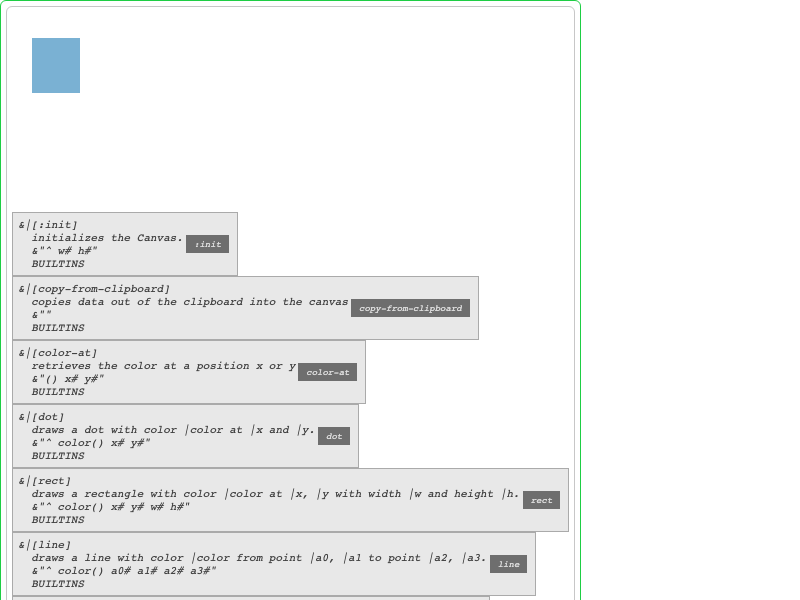 &|[:init]
initializes the Canvas.
&"^ w# h#"
BUILTINS
:init
&|[copy-from-clipboard]
copies data out of the clipboard into the canvas
&""
BUILTINS
copy-from-clipboard
&|[color-at]
retrieves the color at a position x or y
&"() x# y#"
BUILTINS
color-at
&|[dot]
draws a dot with color |color at |x and |y.
&"^ color() x# y#"
BUILTINS
dot
&|[rect]
draws a rectangle with color |color at |x, |y with width |w and height |h.
&"^ color() x# y# w# h#"
BUILTINS
rect
&|[line]
draws a line with color |color from point |a0, |a1 to point |a2, |a3.
&"^ color() a0# a1# a2# a3#"
BUILTINS
line